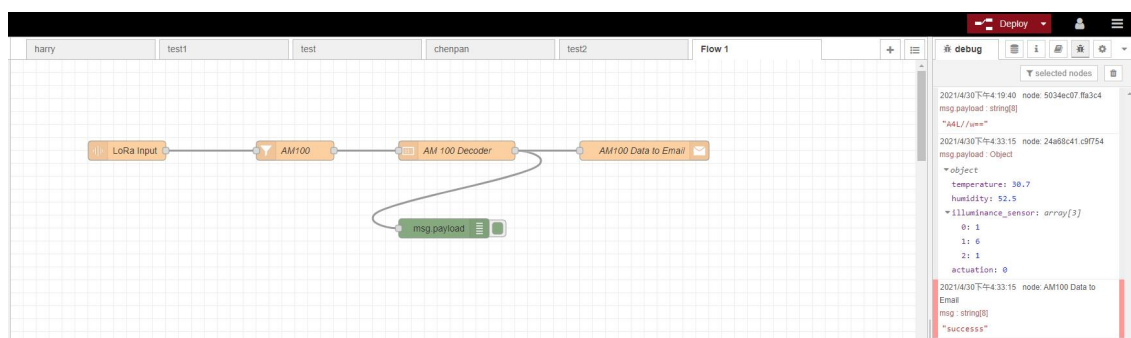 Deploy
harry
test1
test
chenpan
test2
Flow 1
debug
selected nodes
2021/4/30下午4:19:40 node: 5034ec07.ffa3c4
msg.payload : string[8]
"A4L//w=="
2021/4/30下午4:33:15 node: 24a68c41.c9f754
msg.payload : Object
object
temperature: 30.7
humidity: 52.5
illuminance_sensor: array[3]
0: 1
1: 6
2: 1
actuation: 0
2021/4/30下午4:33:15 node: AM100 Data to
Email
msg : string[8]
"successs"
LoRa Input
AM100
AM 100 Decoder
AM100 Data to Email
msg.payload